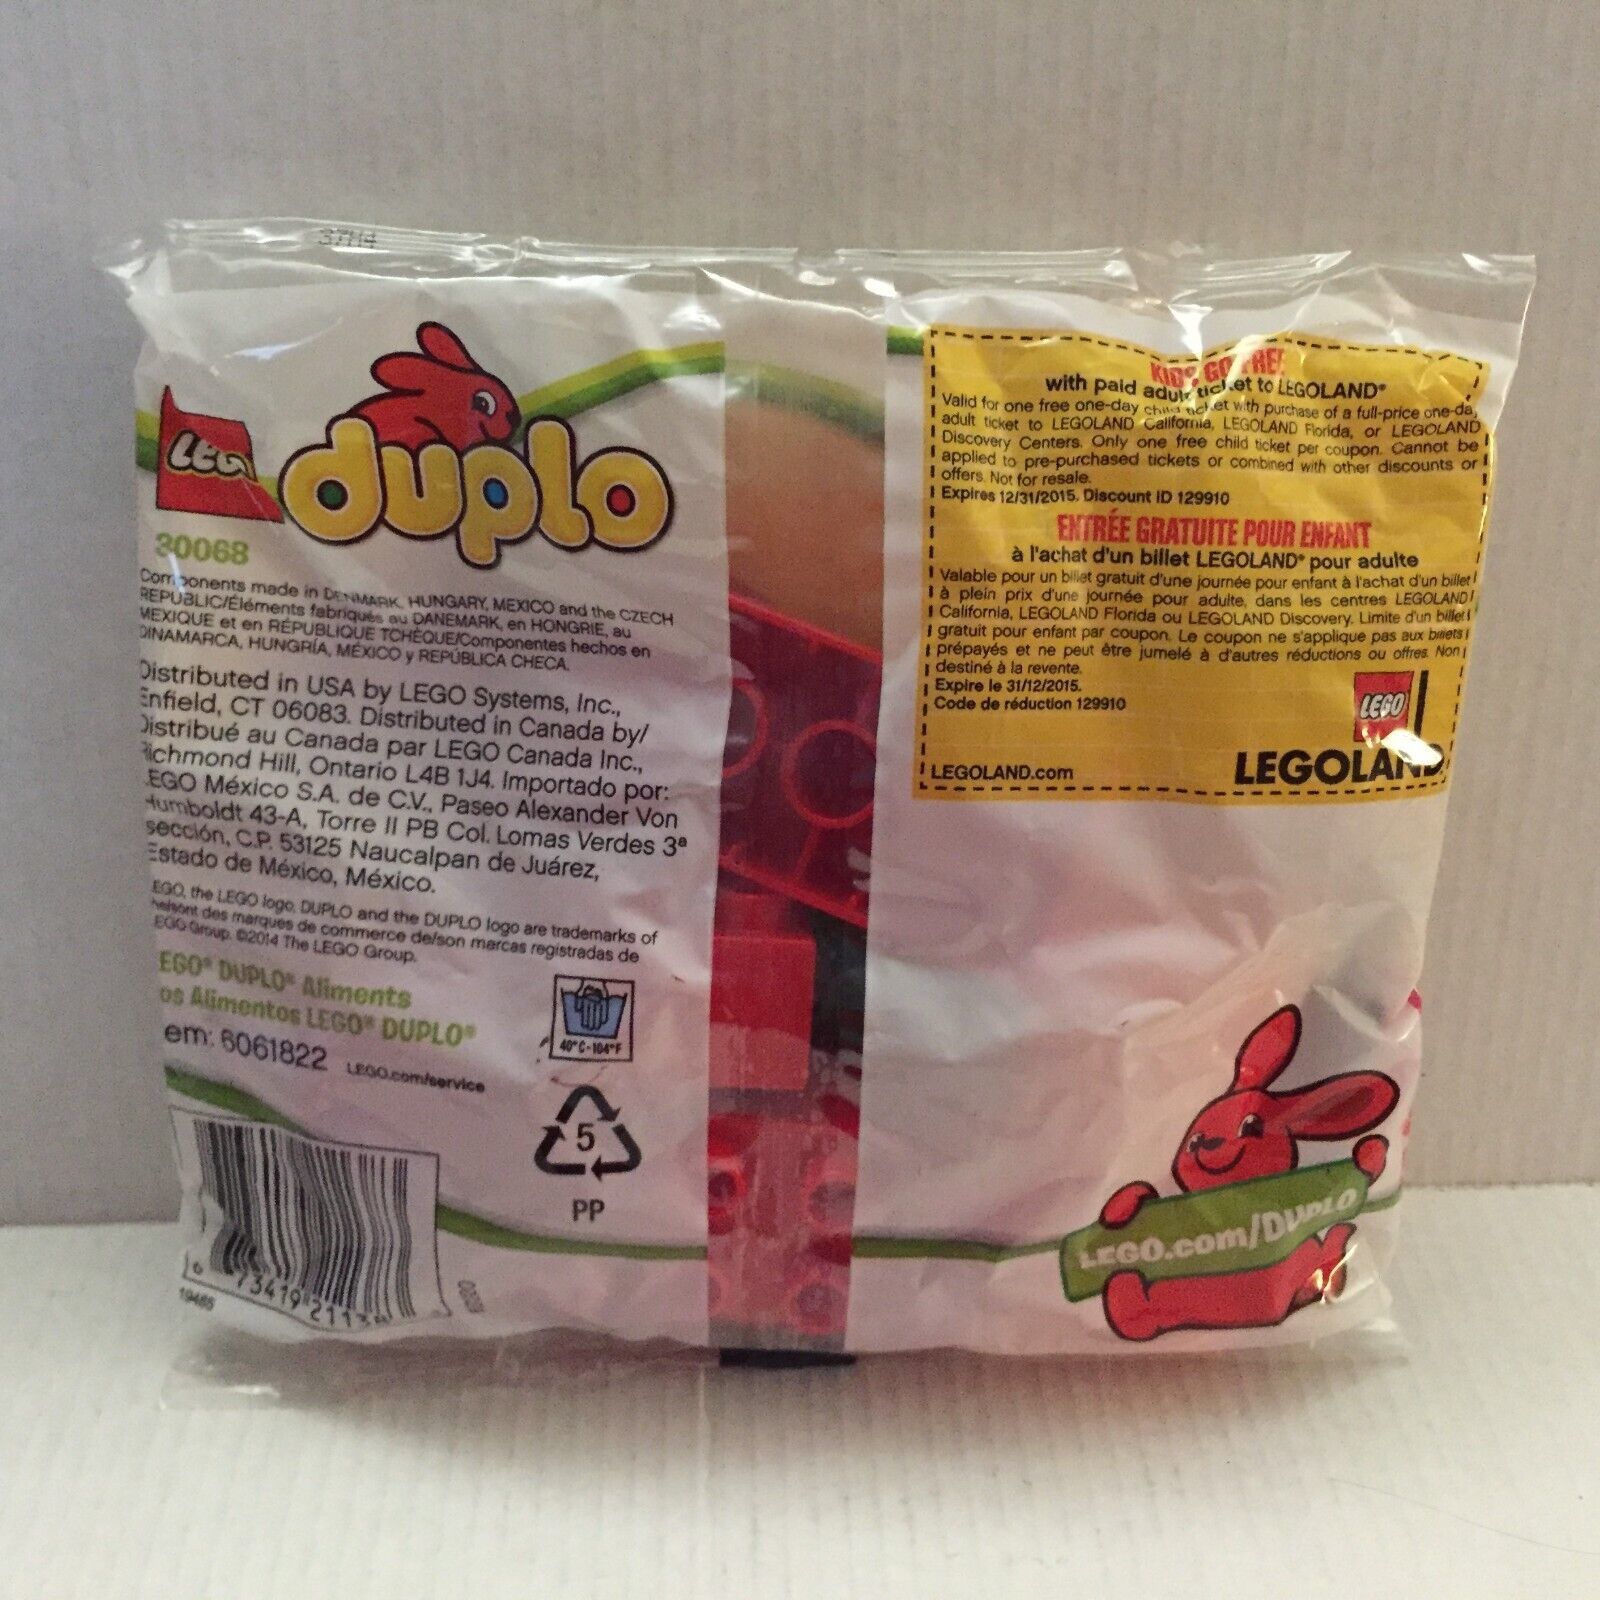 37H4
LEGO
duplo
30068
Components made in DENMARK, HUNGARY, MEXICO and the CZECH
REPUBLIC/Éléments fabriqués au DANEMARK, en HONGRIE, au
MEXIQUE et en RÉPUBLIQUE TCHÈQUE/Componentes hechos en
DINAMARCA, HUNGRÍA, MÉXICO y REPÚBLICA CHECA.
Distributed in USA by LEGO Systems, Inc.,
Enfield, CT 06083. Distributed in Canada by/
Distribué au Canada par LEGO Canada Inc.,
Richmond Hill, Ontario L4B 1J4. Importado por:
LEGO México S.A. de C.V., Paseo Alexander Von
Humboldt 43-A, Torre II PB Col. Lomas Verdes 3ª
sección, C.P. 53125 Naucalpan de Juárez,
Estado de México, México.
LEGO, the LEGO logo, DUPLO and the DUPLO logo are trademarks of
des marques de commerce de/son marcas registradas de
LEGO Group. ©2014 The LEGO Group.
EGO® DUPLO® Aliments
os Alimentos LEGO® DUPLO®
em: 6061822
LEGO.com/service
40°C-104°F
5
PP
6 73419 2113
19485
KIDS GO FREE
with paid adult ticket to LEGOLAND®
Valid for one free one-day child ticket with purchase of a full-price one-day
adult ticket to LEGOLAND California, LEGOLAND Florida, or LEGOLAND
Discovery Centers. Only one free child ticket per coupon. Cannot be
applied to pre-purchased tickets or combined with other discounts or
offers. Not for resale.
Expires 12/31/2015. Discount ID 129910
ENTRÉE GRATUITE POUR ENFANT
à l'achat d'un billet LEGOLAND® pour adulte
Valable pour un billet gratuit d'une journée pour enfant à l'achat d'un billet
à plein prix d'une journée pour adulte, dans les centres LEGOLAND
California, LEGOLAND Florida ou LEGOLAND Discovery. Limite d'un billet
gratuit pour enfant par coupon. Le coupon ne s'applique pas aux billets
prépayés et ne peut être jumelé à d'autres réductions ou offres. Non
destiné à la revente.
Expire le 31/12/2015.
Code de réduction 129910
LEGO
LEGOLAND.com
LEGOLAND
LEGO.com/DUPLO